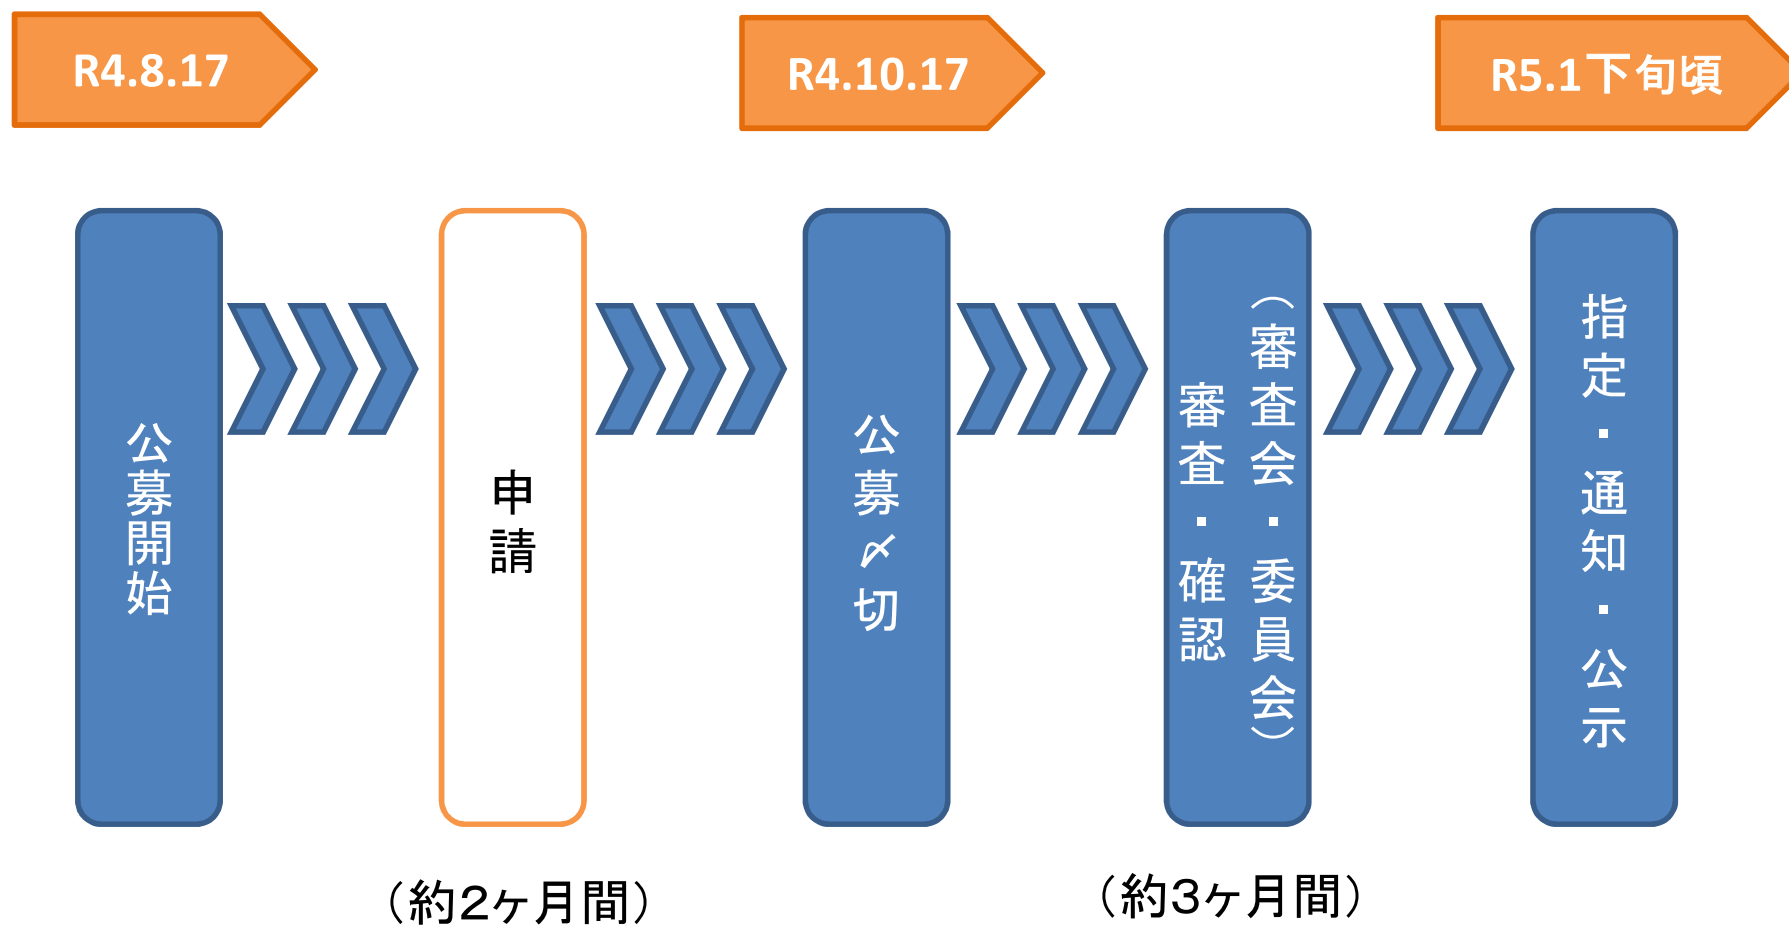 R4.8.17
R4.10.17
R5.1下旬頃
公募開始
申請
公募〆切
（審査会・委員会）
審査・確認
指定・通知・公示
（約2ヶ月間）
（約3ヶ月間）